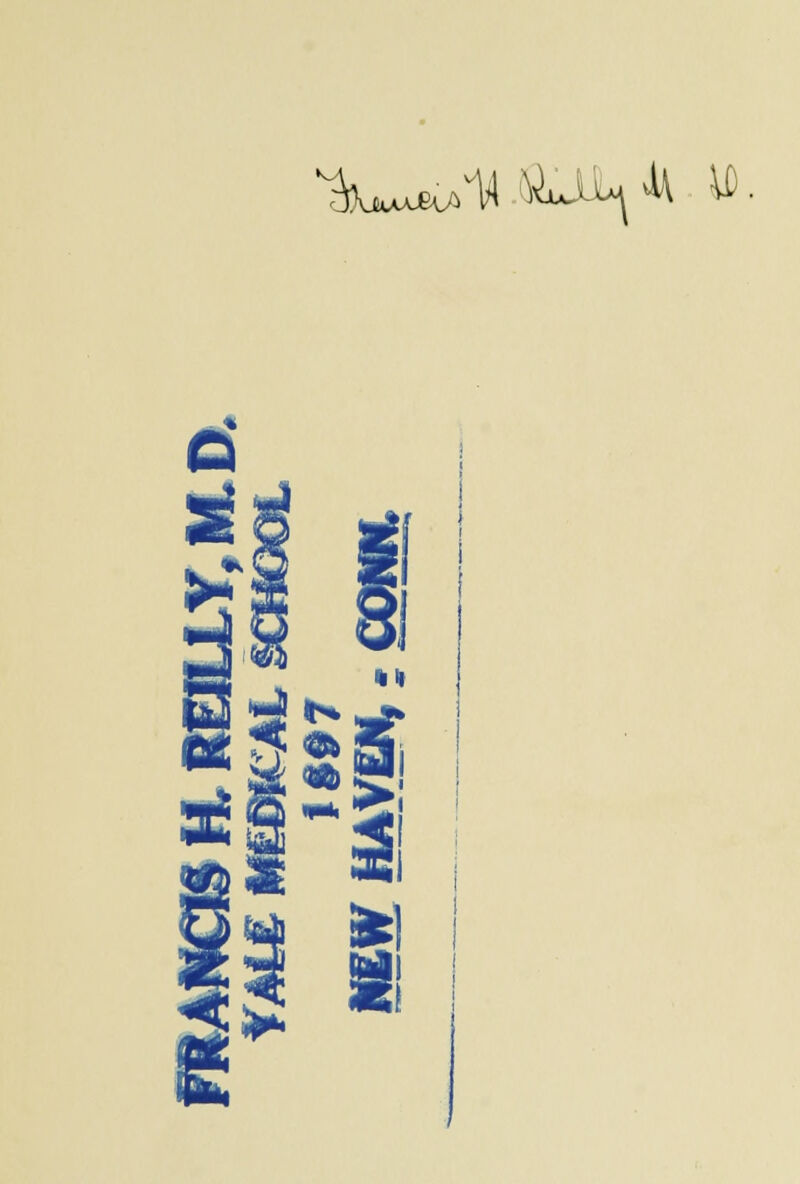 Francis H. Reilly M. D.
FRANCIS H. REILLY, M.D.
YALE MEDICAL SCHOOL
1897
NEW HAVEN, - CONN.